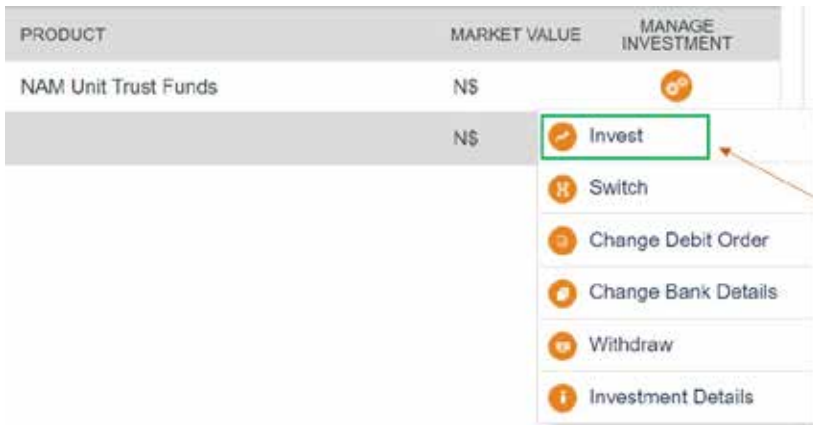 PRODUCT MARKET VALUE MANAGE INVESTMENT
NAM Unit Trust Funds N$
N$
Invest
Switch
Change Debit Order
Change Bank Details
Withdraw
Investment Details